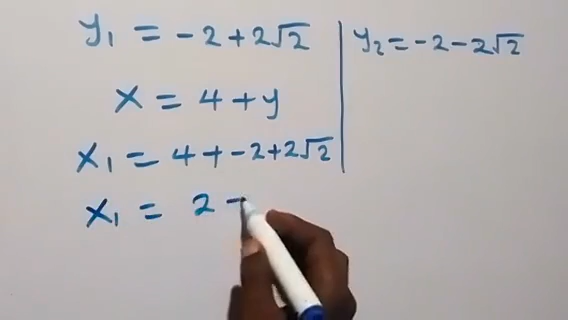 y₁ = -2 + 2√2
y₂ = -2 - 2√2
x = 4 + y
x₁ = 4 + -2 + 2√2
x₁ = 2 -